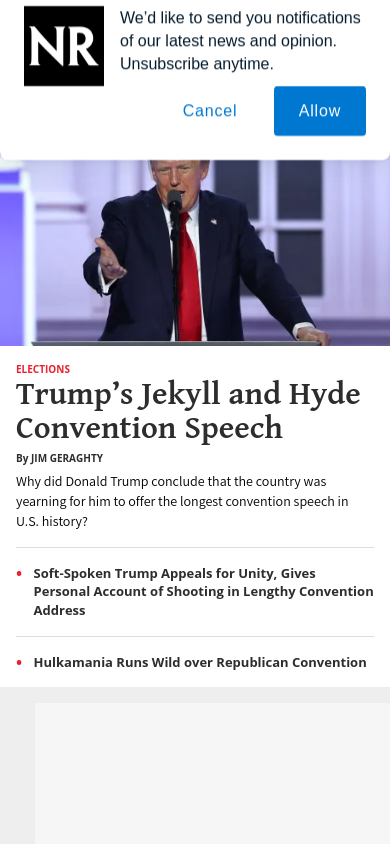 NR
We'd like to send you notifications
of our latest news and opinion.
Unsubscribe anytime.
Cancel
Allow
ELECTIONS
Trump’s Jekyll and Hyde
Convention Speech
By JIM GERAGHTY
Why did Donald Trump conclude that the country was
yearning for him to offer the longest convention speech in
U.S. history?
• Soft-Spoken Trump Appeals for Unity, Gives
Personal Account of Shooting in Lengthy Convention
Address
• Hulkamania Runs Wild over Republican Convention